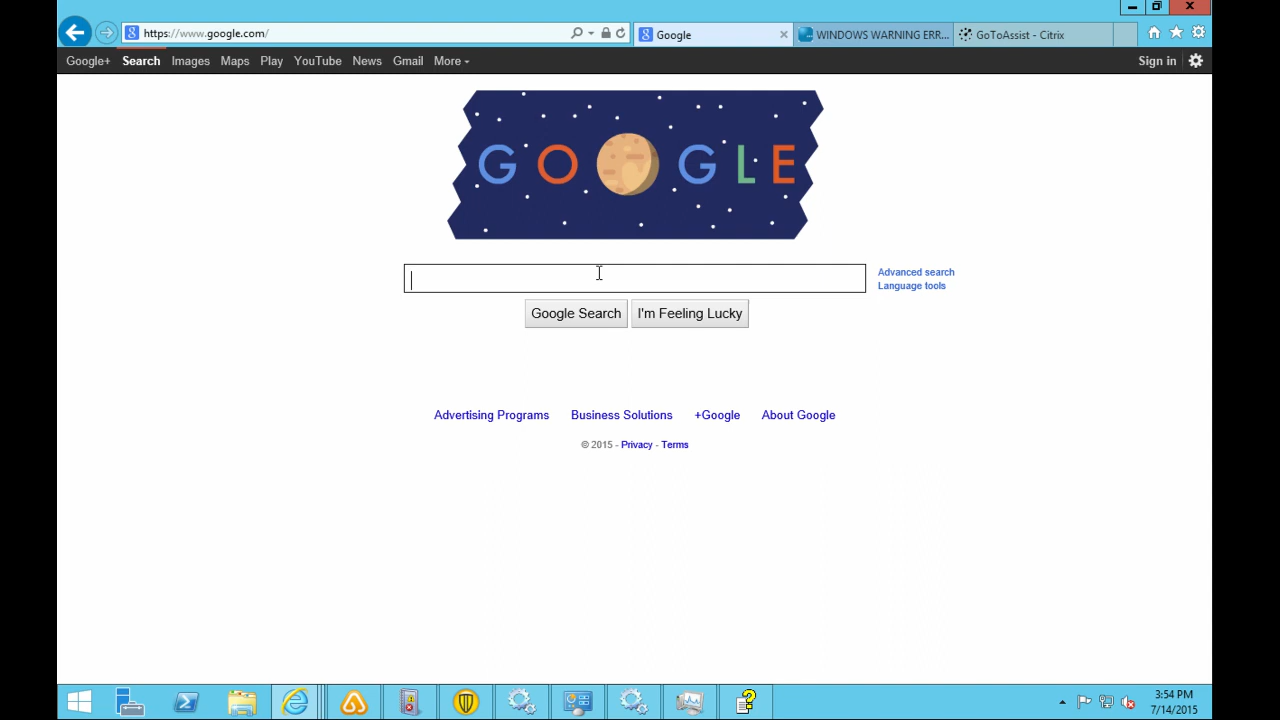 https://www.google.com/
Google
WINDOWS WARNING ERR...
GoToAssist - Citrix
Google+ Search Images Maps Play YouTube News Gmail More
Sign in
GOOGLE
Advanced search
Language tools
Google Search
I'm Feeling Lucky
Advertising Programs Business Solutions +Google About Google
© 2015 - Privacy - Terms
3:54 PM
7/14/2015